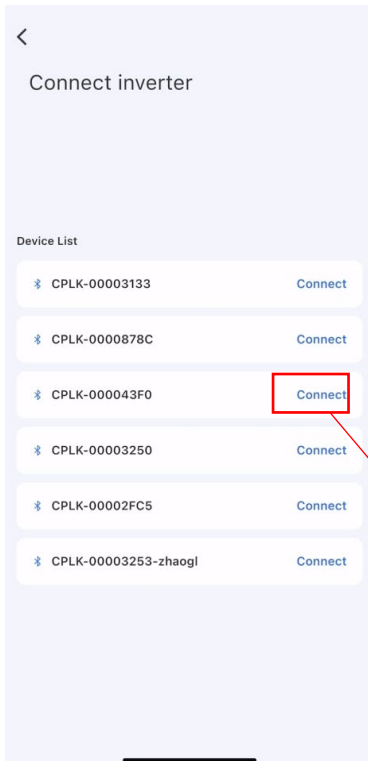 Connect inverter
Device List
CPLK-00003133 Connect
CPLK-0000878C Connect
CPLK-000043F0 Connect
CPLK-00003250 Connect
CPLK-00002FC5 Connect
CPLK-00003253-zhaogl Connect